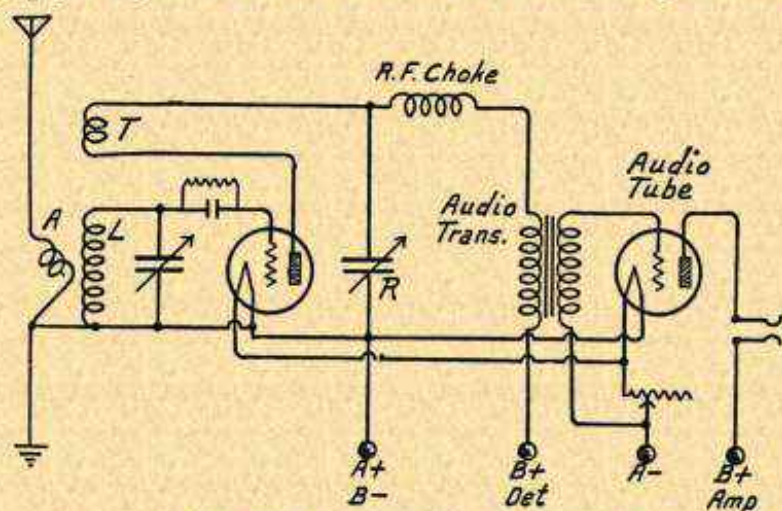 R.F. Choke
T
Audio
Tube
A
L
Audio
Trans.
R
A+
B-
B+
Det
A-
B+
Amp